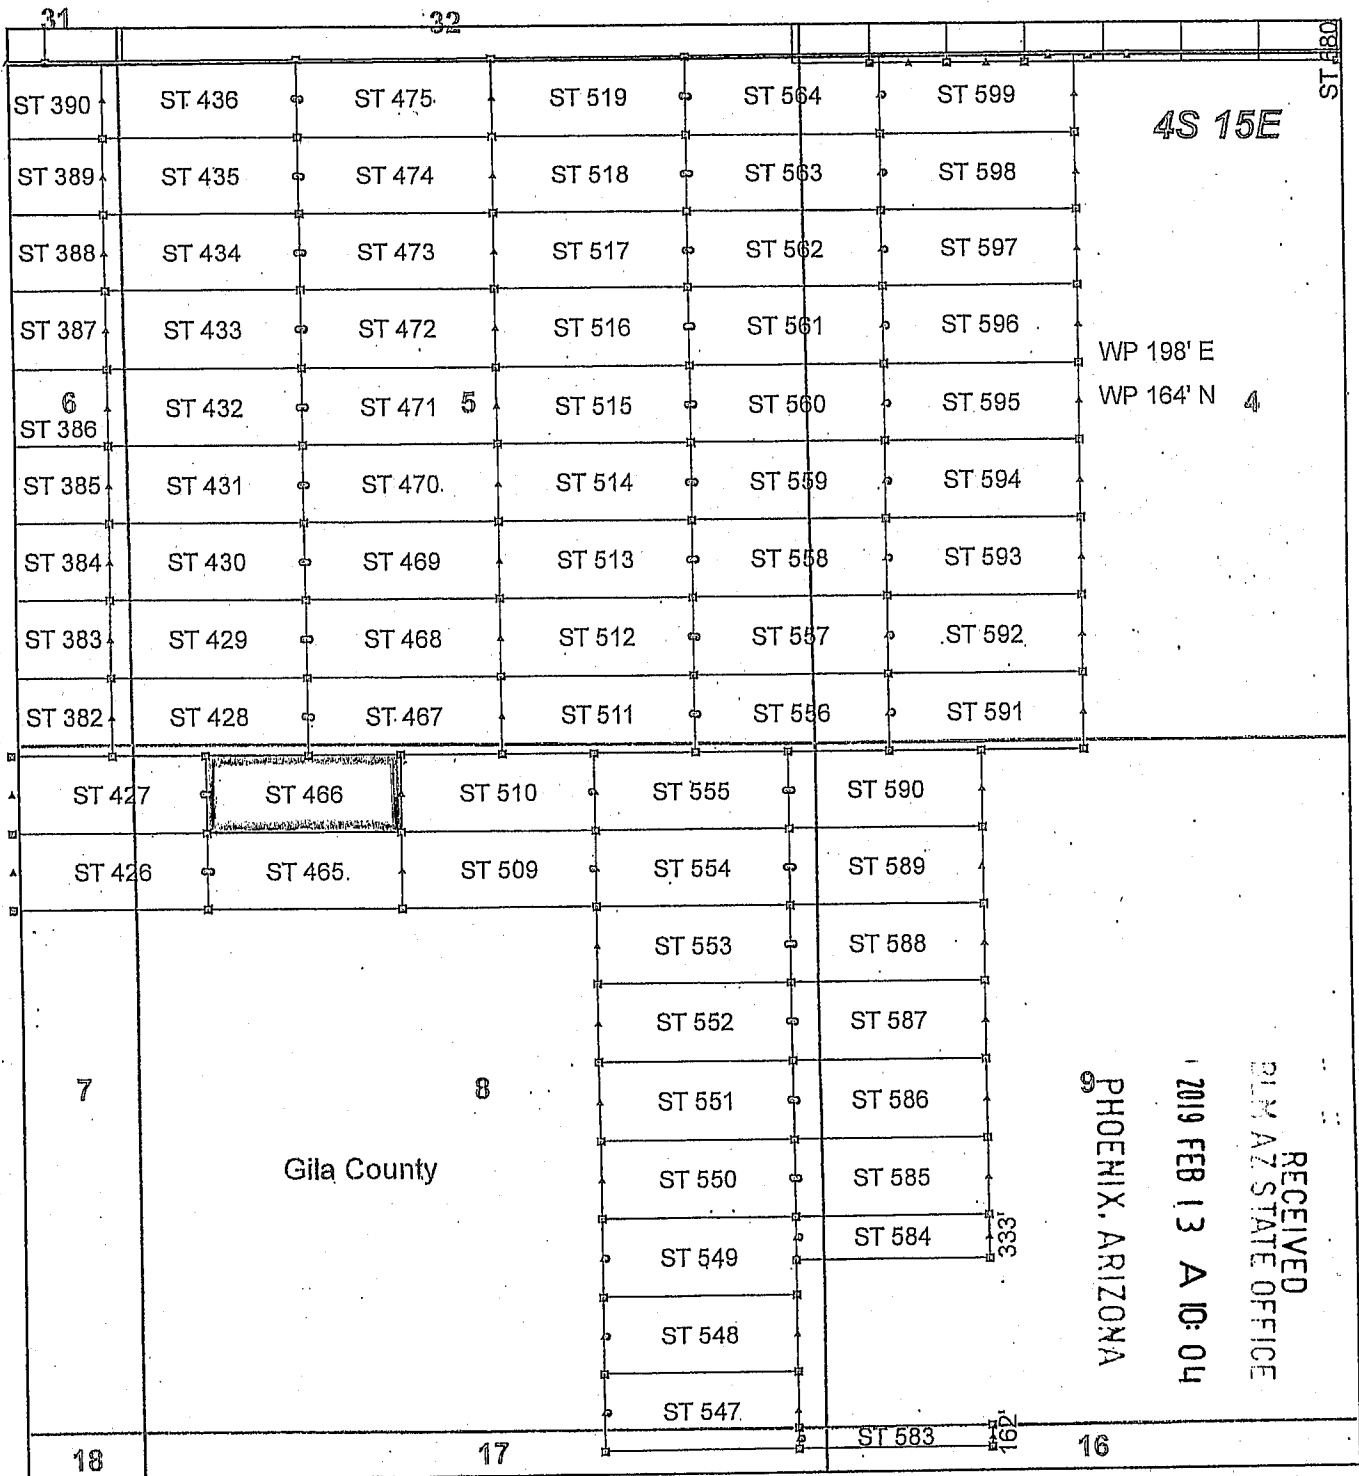 31 32
ST 880
ST 390 ST 436 ST 475 ST 519 ST 564 ST 599
4S 15E
ST 389 ST 435 ST 474 ST 518 ST 563 ST 598
ST 388 ST 434 ST 473 ST 517 ST 562 ST 597
ST 387 ST 433 ST 472 ST 516 ST 561 ST 596
WP 198' E
WP 164' N 4
6
ST 386 ST 432 ST 471 5 ST 515 ST 560 ST 595
ST 385 ST 431 ST 470 ST 514 ST 559 ST 594
ST 384 ST 430 ST 469 ST 513 ST 558 ST 593
ST 383 ST 429 ST 468 ST 512 ST 557 ST 592
ST 382 ST 428 ST 467 ST 511 ST 556 ST 591
ST 427 ST 466 ST 510 ST 555 ST 590
ST 426 ST 465 ST 509 ST 554 ST 589
ST 553 ST 588
ST 552 ST 587
7 8 ST 551 ST 586 9
Gila County
ST 550 ST 585
ST 549 ST 584 333'
ST 548
ST 547
ST 583 162'
18 17 16
RECEIVED
BLM AZ STATE OFFICE
2019 FEB 13 A 10:04
PHOENIX, ARIZONA